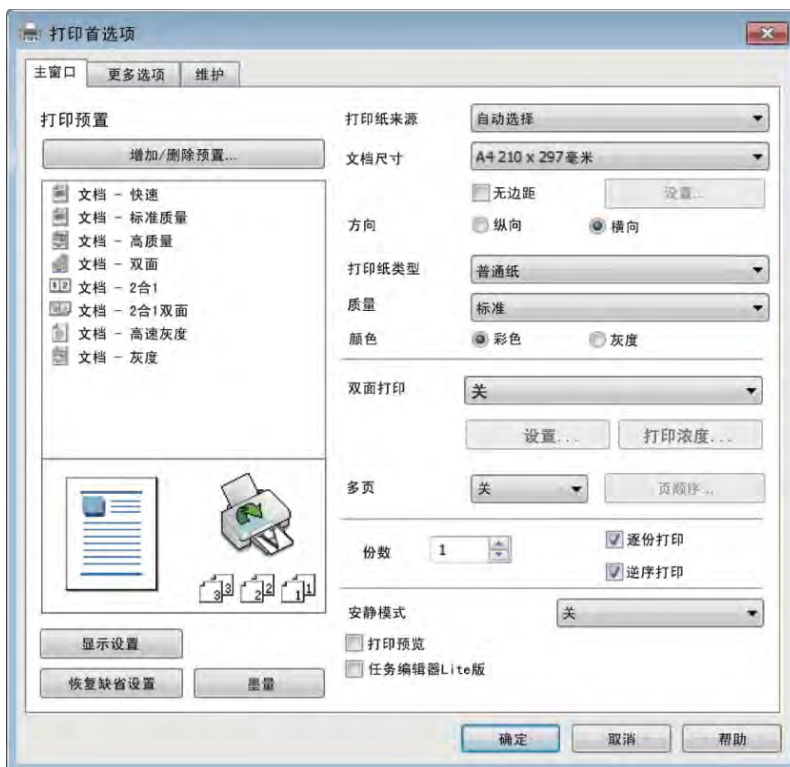 打印首选项
主窗口 更多选项 维护
打印预置
增加/删除预置...
文档 - 快速
文档 - 标准质量
文档 - 高质量
文档 - 双面
1 2 文档 - 2合1
文档 - 2合1双面
文档 - 高速灰度
文档 - 灰度
3 3 2 2 1 1
显示设置
恢复缺省设置 墨量
打印纸来源 自动选择
文档尺寸 A4 210 x 297毫米
无边距 设置...
方向 纵向 横向
打印纸类型 普通纸
质量 标准
颜色 彩色 灰度
双面打印 关
设置... 打印浓度...
多页 关 页顺序...
份数 1 逐份打印
逆序打印
安静模式 关
打印预览
任务编辑器Lite版
确定 取消 帮助